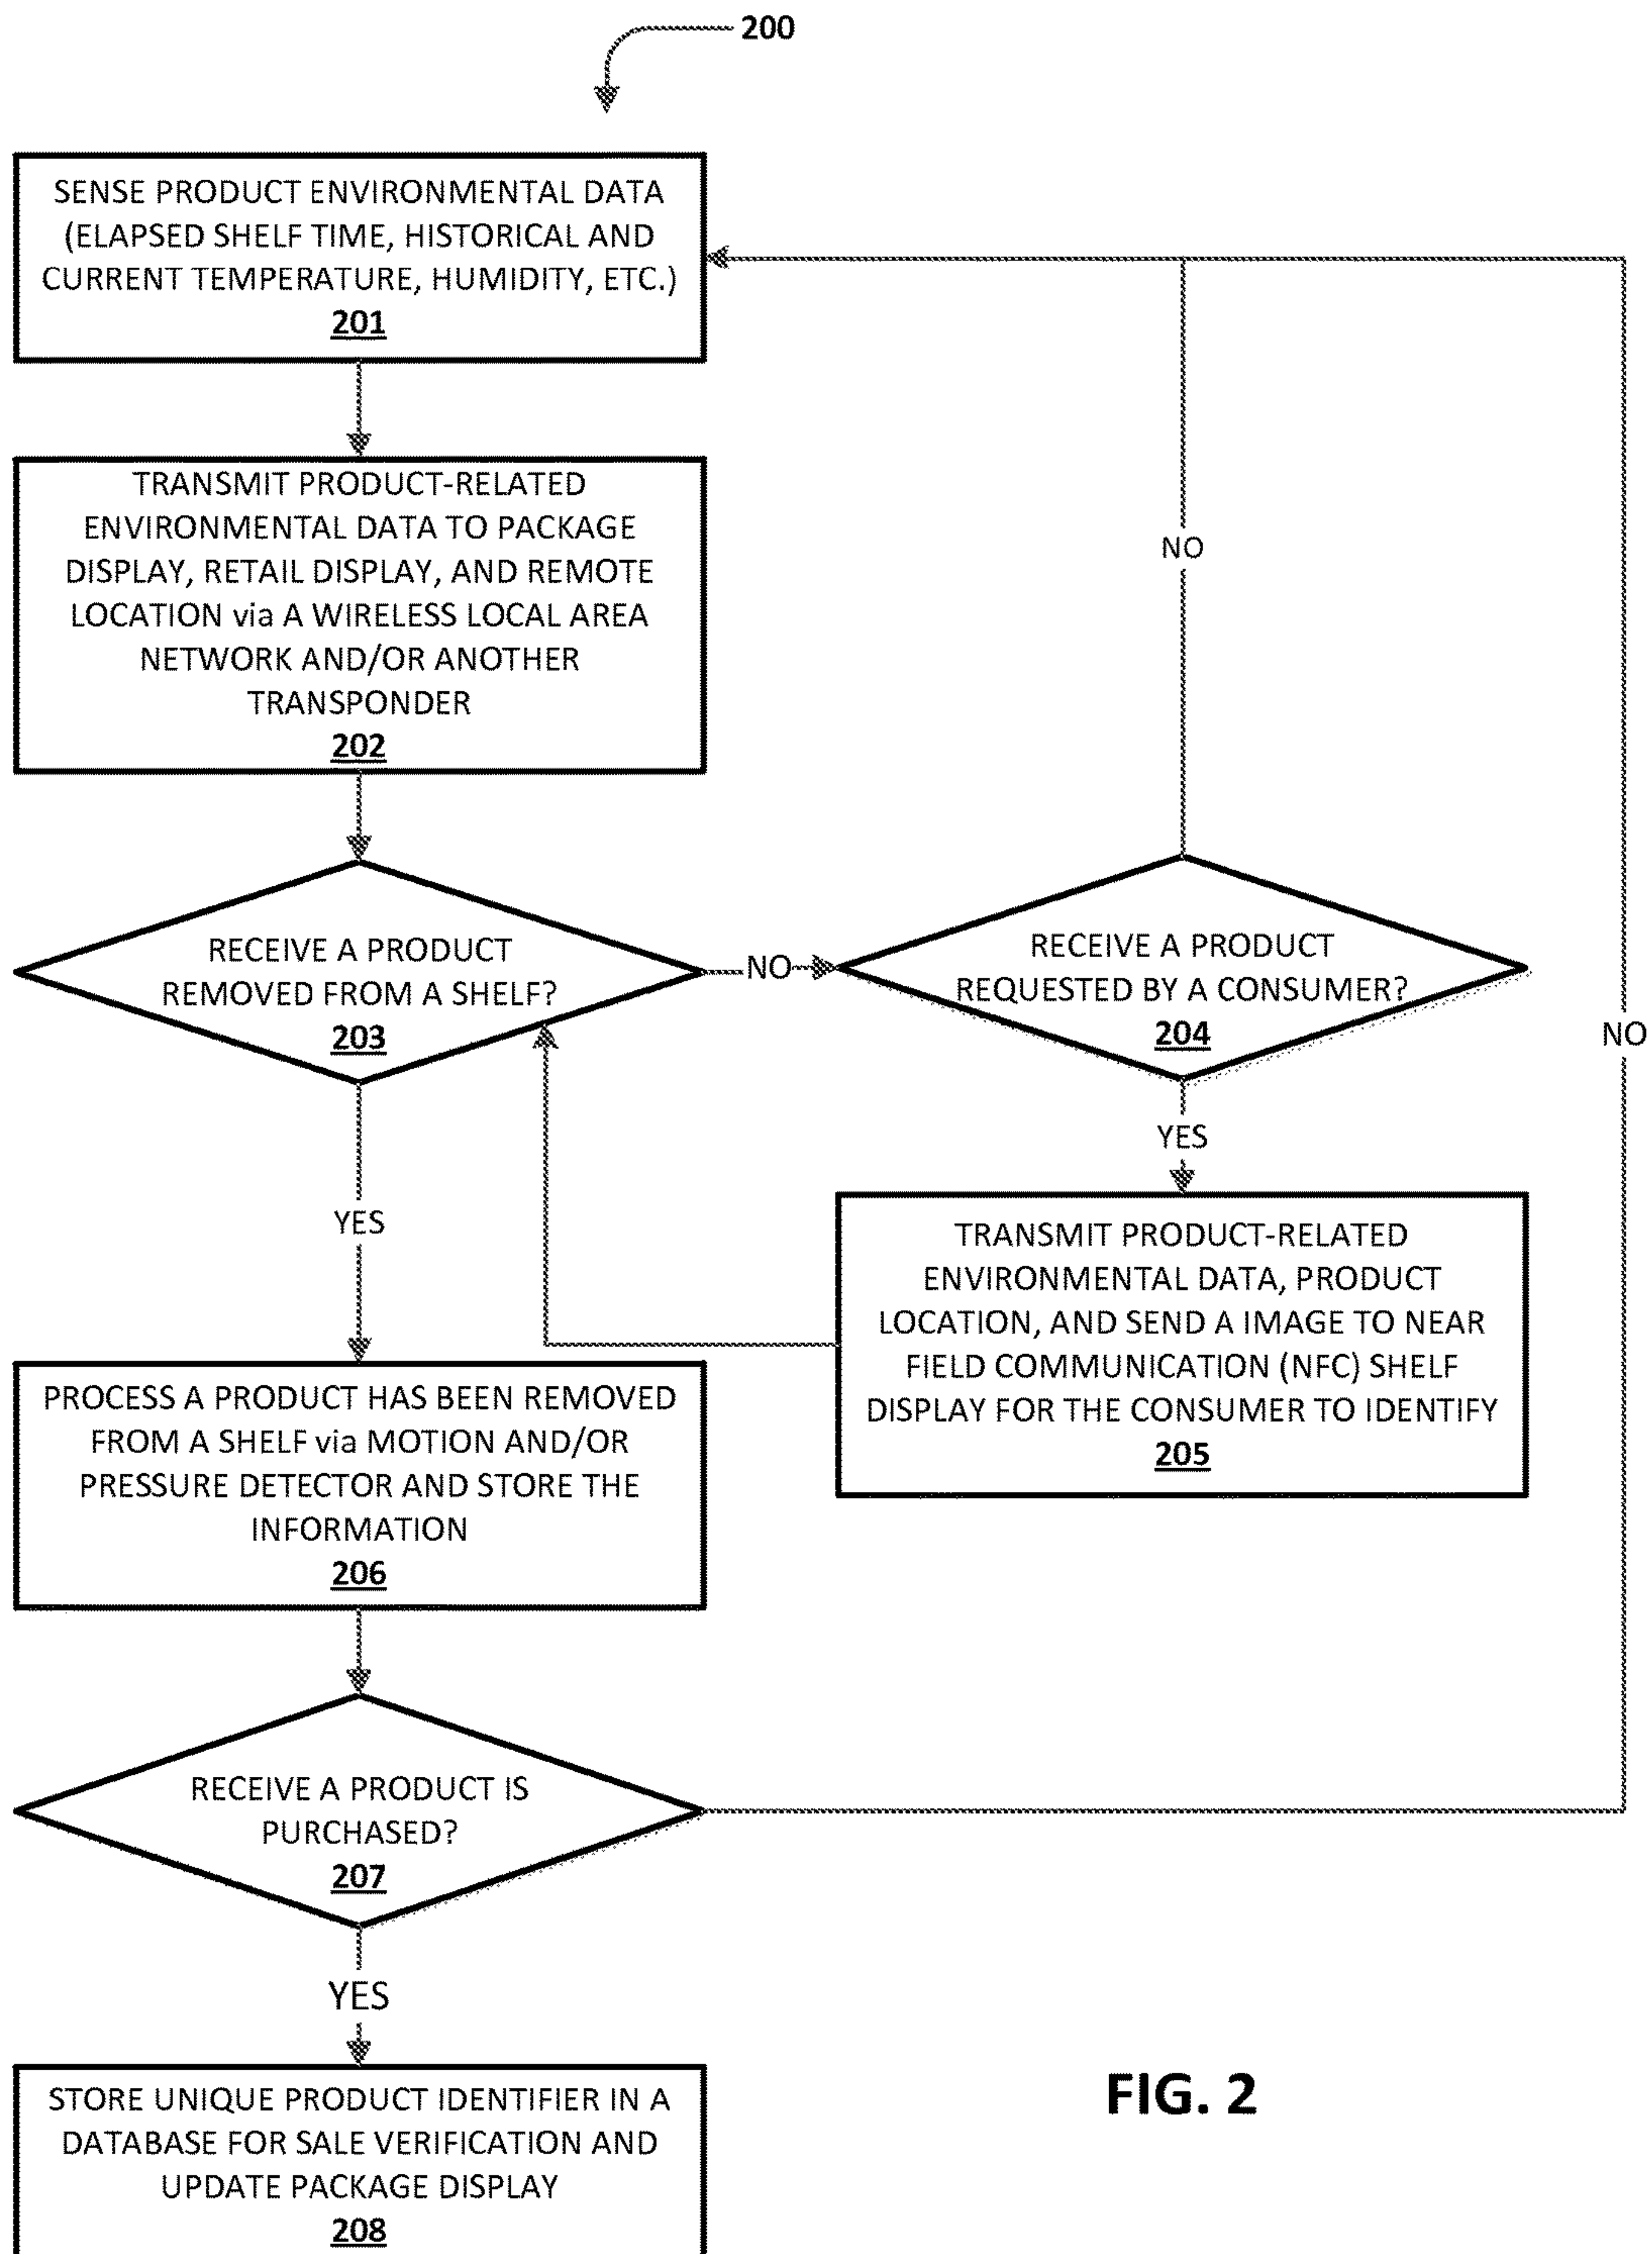 200
SENSE PRODUCT ENVIRONMENTAL DATA
(ELAPSED SHELF TIME, HISTORICAL AND
CURRENT TEMPERATURE, HUMIDITY, ETC.)
201
TRANSMIT PRODUCT-RELATED
ENVIRONMENTAL DATA TO PACKAGE
DISPLAY, RETAIL DISPLAY, AND REMOTE
LOCATION via A WIRELESS LOCAL AREA
NETWORK AND/OR ANOTHER
TRANSPONDER
202
NO
RECEIVE A PRODUCT
REMOVED FROM A SHELF?
203
NO
RECEIVE A PRODUCT
REQUESTED BY A CONSUMER?
204
NO
YES
YES
TRANSMIT PRODUCT-RELATED
ENVIRONMENTAL DATA, PRODUCT
LOCATION, AND SEND A IMAGE TO NEAR
FIELD COMMUNICATION (NFC) SHELF
DISPLAY FOR THE CONSUMER TO IDENTIFY
205
PROCESS A PRODUCT HAS BEEN REMOVED
FROM A SHELF via MOTION AND/OR
PRESSURE DETECTOR AND STORE THE
INFORMATION
206
RECEIVE A PRODUCT IS
PURCHASED?
207
YES
STORE UNIQUE PRODUCT IDENTIFIER IN A
DATABASE FOR SALE VERIFICATION AND
UPDATE PACKAGE DISPLAY
208
FIG. 2